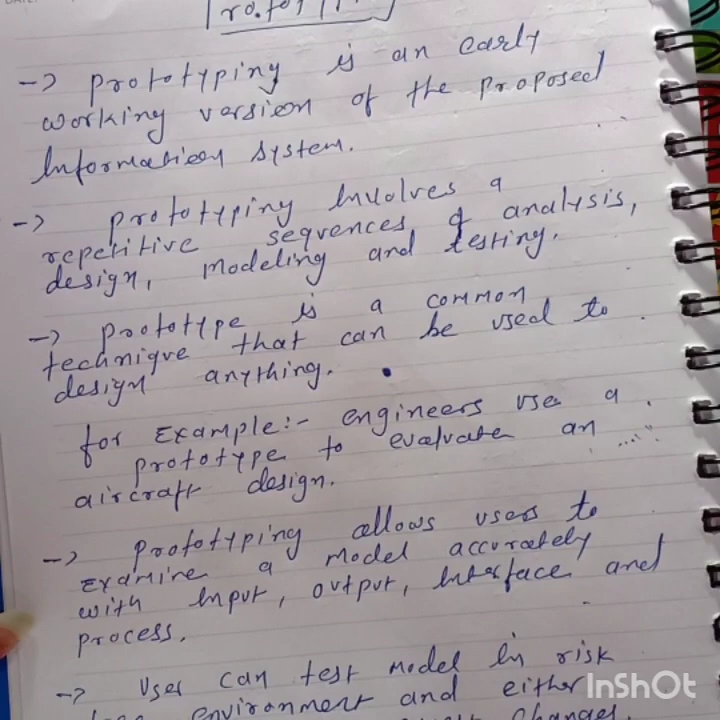 -> prototyping is an early
working version of the proposed
Information system.
-> prototyping Involves a
repetitive sequences of analysis,
design, modeling and testing.
-> prototype is a common
technique that can be used to
design anything.
for Example:- engineers use a
prototype to evaluate an
aircraft design.
-> prototyping allows users to
examine a model accurately
with Input, output, Interface and
process.
-> User can test model In risk
environment and either
changes
InShOt